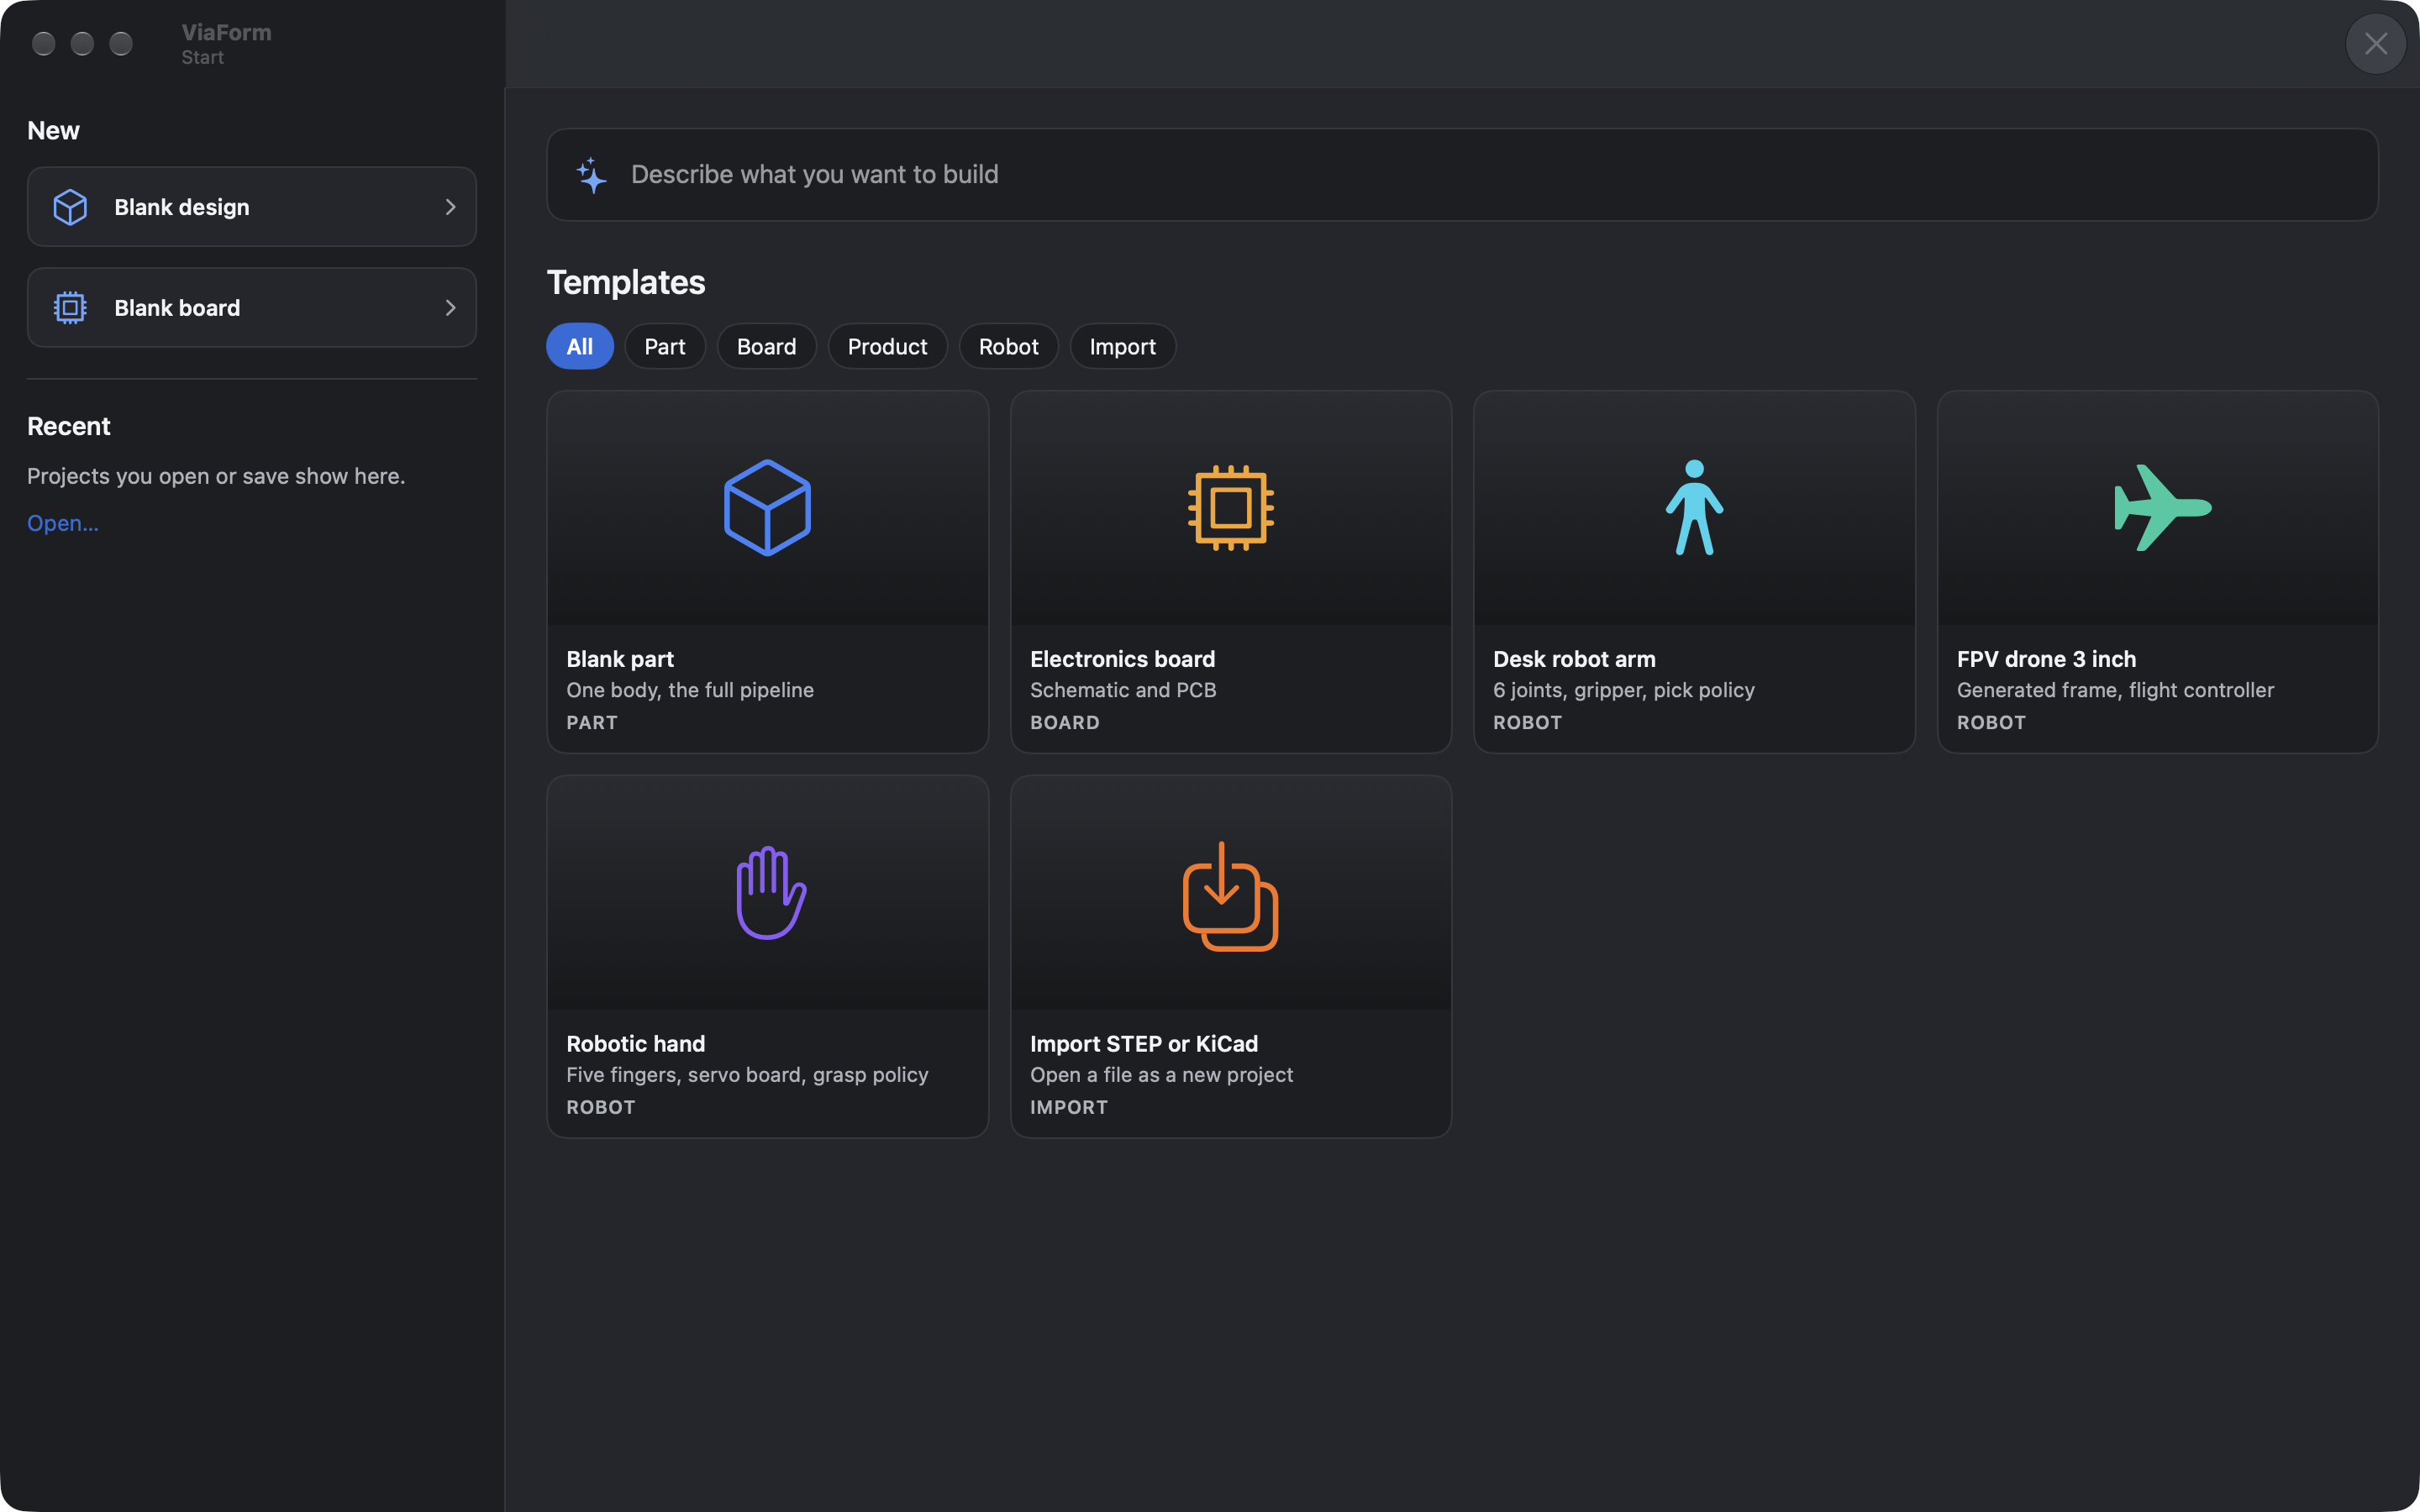 ViaForm
Start
New
Blank design
Blank board
Recent
Projects you open or save show here.
Open...
Describe what you want to build
Templates
All
Part
Board
Product
Robot
Import
Blank part
One body, the full pipeline
PART
Electronics board
Schematic and PCB
BOARD
Desk robot arm
6 joints, gripper, pick policy
ROBOT
FPV drone 3 inch
Generated frame, flight controller
ROBOT
Robotic hand
Five fingers, servo board, grasp policy
ROBOT
Import STEP or KiCad
Open a file as a new project
IMPORT